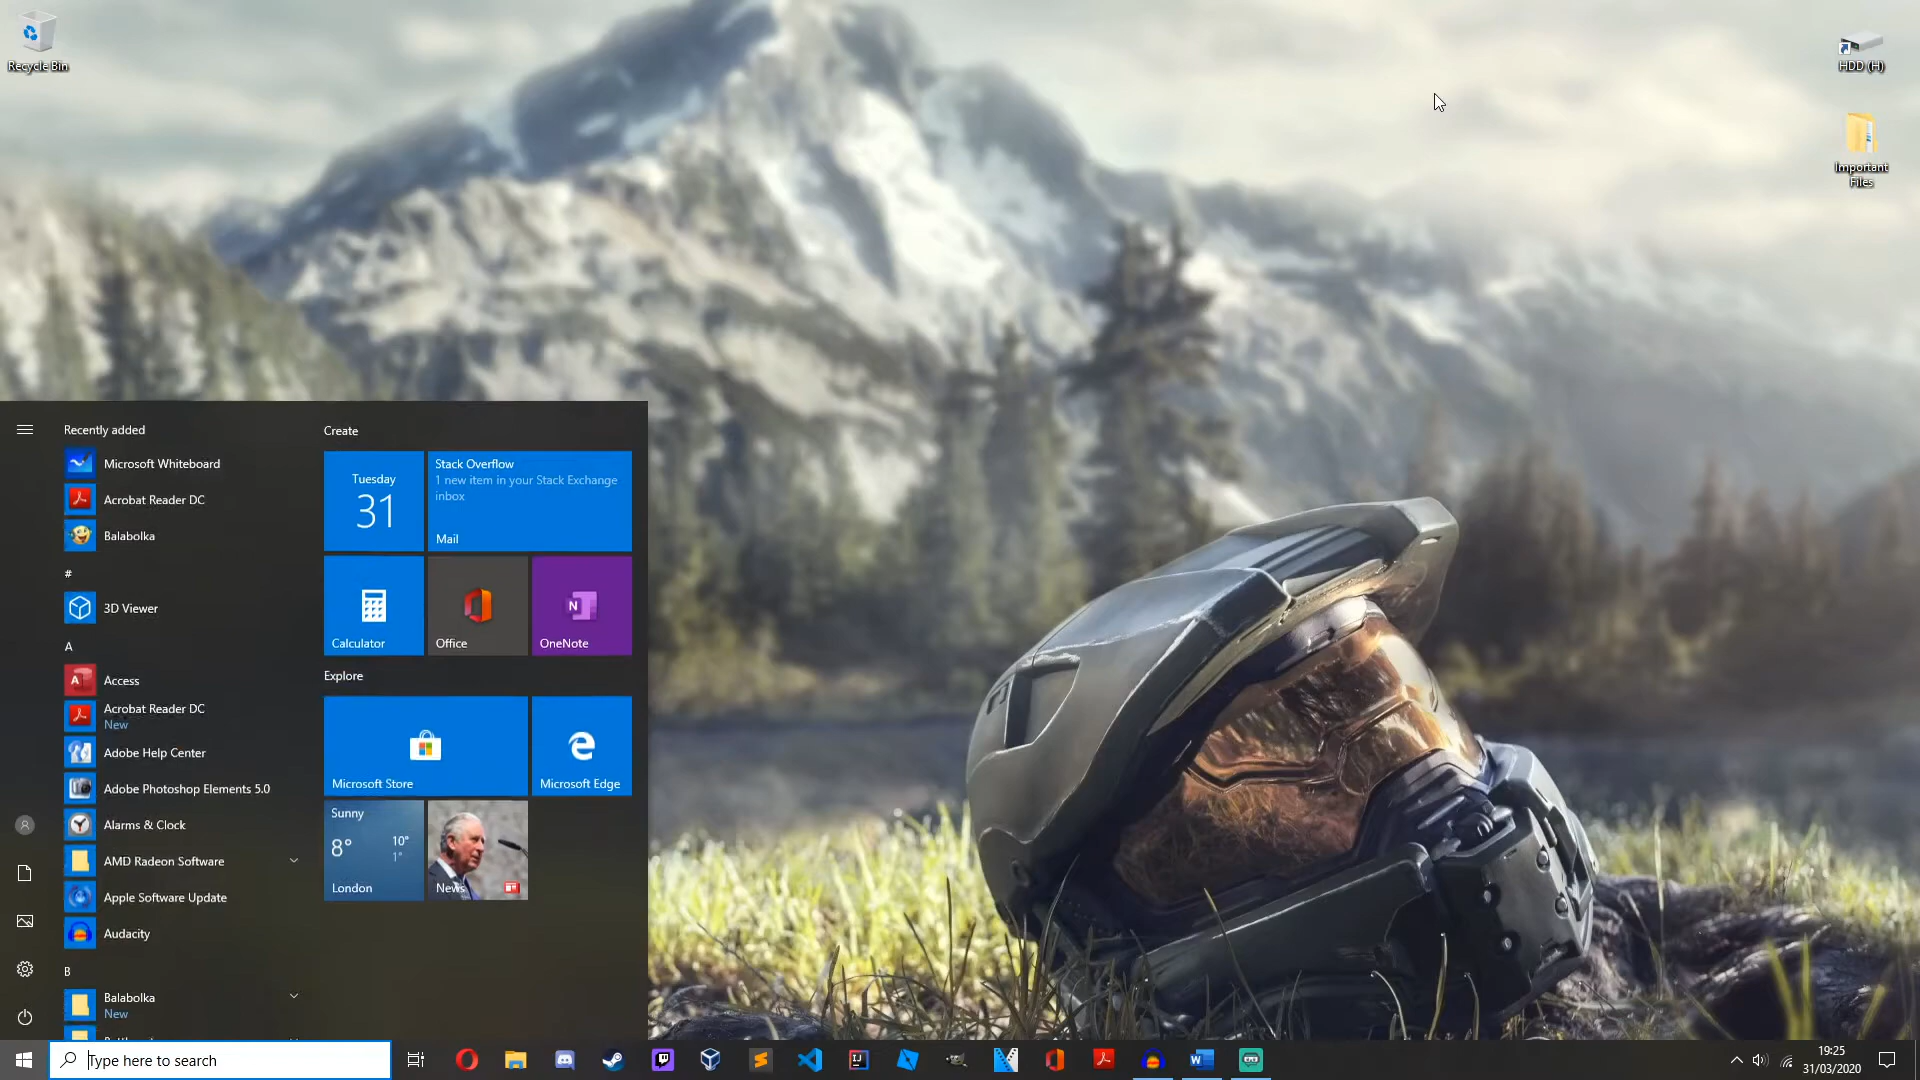 Recycle Bin
HDD (H)
Important
Files
Recently added
Microsoft Whiteboard
Acrobat Reader DC
Balabolka
#
3D Viewer
A
Access
Acrobat Reader DC
New
Adobe Help Center
Adobe Photoshop Elements 5.0
Alarms & Clock
AMD Radeon Software
Apple Software Update
Audacity
B
Balabolka
New
Create
Tuesday
31
Stack Overflow
1 new item in your Stack Exchange
inbox
Mail
Calculator
Office
OneNote
Explore
Microsoft Store
Microsoft Edge
Sunny
8°
10°
1°
London
News
Type here to search
19:25
31/03/2020